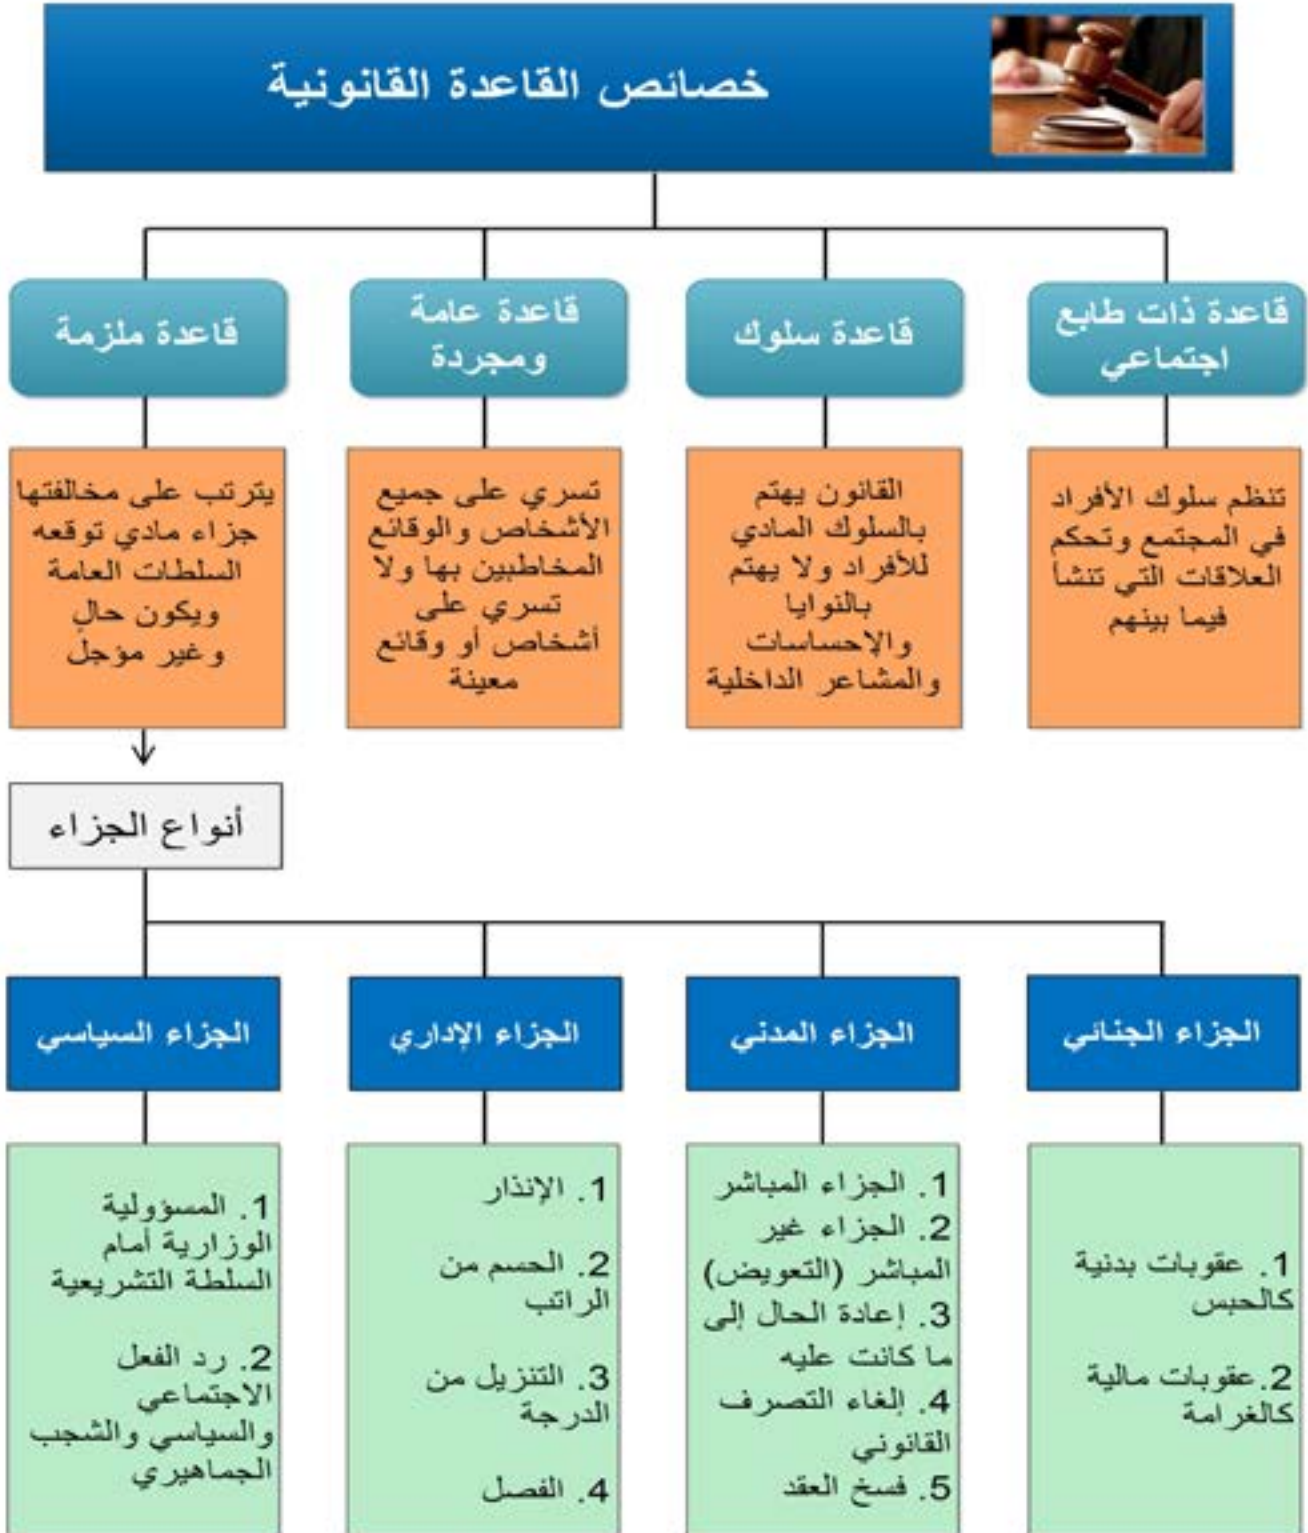 خصائص القاعدة القانونية
قاعدة ذات طابع
اجتماعي
قاعدة سلوك
قاعدة عامة
ومجردة
قاعدة ملزمة
تنظم سلوك الأفراد
في المجتمع وتحكم
العلاقات التي تنشأ
فيما بينهم
القانون يهتم
بالسلوك المادي
للأفراد ولا يهتم
بالنوايا
والإحساسات
والمشاعر الداخلية
تسري على جميع
الأشخاص والوقائع
المخاطبين بها ولا
تسري على
أشخاص أو وقائع
معينة
يترتب على مخالفتها
جزاء مادي توقعه
السلطات العامة
ويكون حالٍ
وغير مؤجل
أنواع الجزاء
الجزاء الجنائي
الجزاء المدني
الجزاء الإداري
الجزاء السياسي
1. عقوبات بدنية
كالحبس
2.عقوبات مالية
كالغرامة
1. الجزاء المباشر
2. الجزاء غير
المباشر (التعويض)
3. إعادة الحال إلى
ما كانت عليه
4. إلغاء التصرف
القانوني
5. فسخ العقد
1. الإنذار
2. الحسم من
الراتب
3. التنزيل من
الدرجة
4. الفصل
1. المسؤولية
الوزارية أمام
السلطة التشريعية
2. رد الفعل
الاجتماعي
والسياسي والشجب
الجماهيري